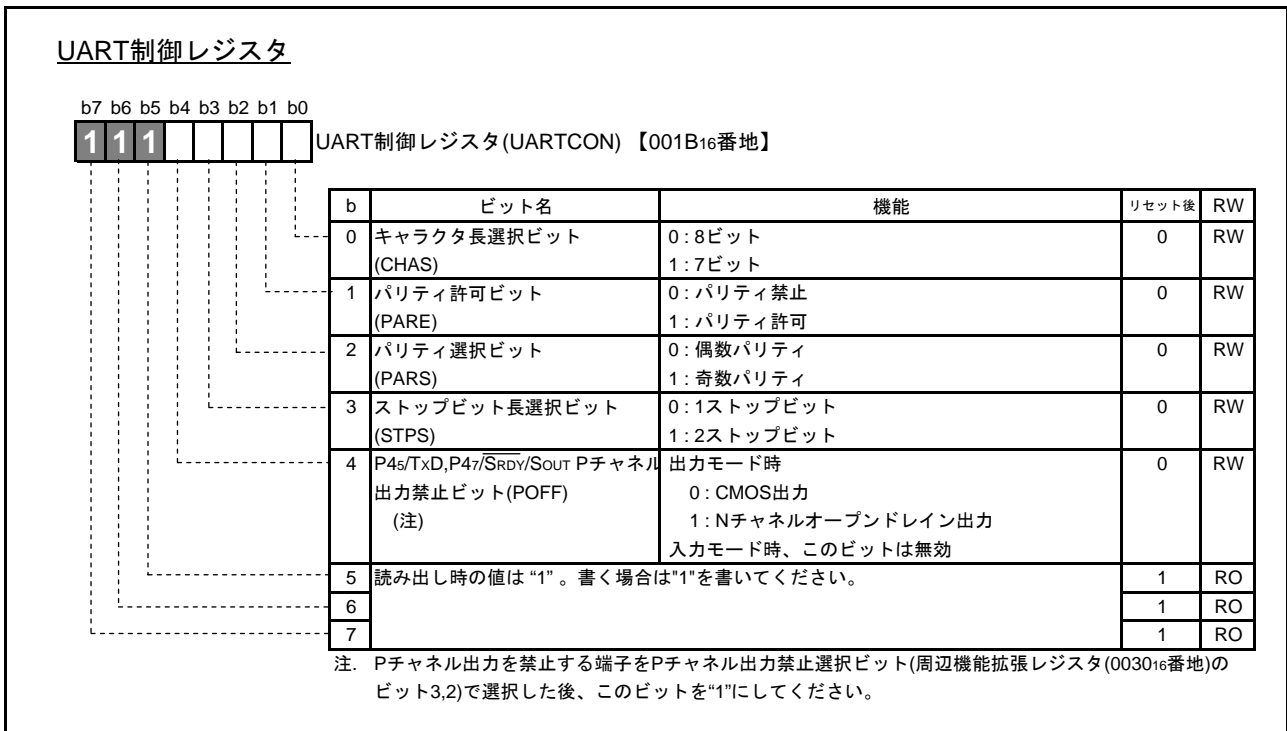 UART制御レジスタ
b7 b6 b5 b4 b3 b2 b1 b0
1 1 1 UART制御レジスタ(UARTCON) 【001B16番地】
b ビット名 機能 リセット後 RW
0 キャラクタ長選択ビット 0 : 8ビット 0 RW
(CHAS) 1 : 7ビット
1 パリティ許可ビット 0 : パリティ禁止 0 RW
(PARE) 1 : パリティ許可
2 パリティ選択ビット 0 : 偶数パリティ 0 RW
(PARS) 1 : 奇数パリティ
3 ストップビット長選択ビット 0 : 1ストップビット 0 RW
(STPS) 1 : 2ストップビット
4 P45/TXD,P47/SRDY/SOUT Pチャネル 出力モード時 0 RW
出力禁止ビット(POFF) 0 : CMOS出力
(注) 1 : Nチャネルオープンドレイン出力
入力モード時、このビットは無効
5 読み出し時の値は “1” 。書く場合は"1"を書いてください。 1 RO
6 1 RO
7 1 RO
注. Pチャネル出力を禁止する端子をPチャネル出力禁止選択ビット(周辺機能拡張レジスタ(003016番地)の
ビット3,2)で選択した後、このビットを“1”にしてください。